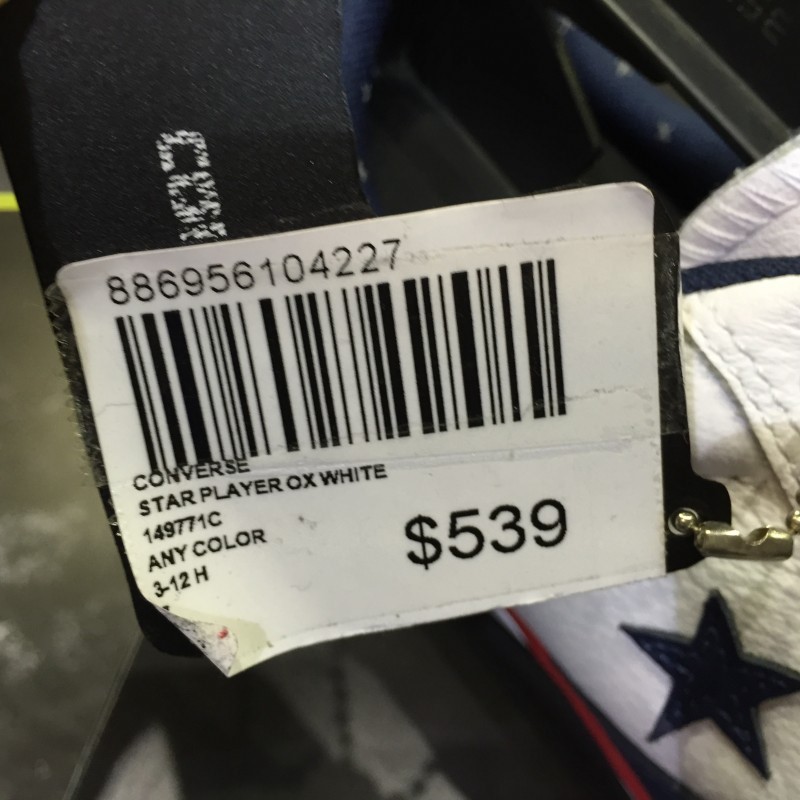 886956104227
CONVERSE
STAR PLAYER OX WHITE
149771C
ANY COLOR
3-12 H
$539